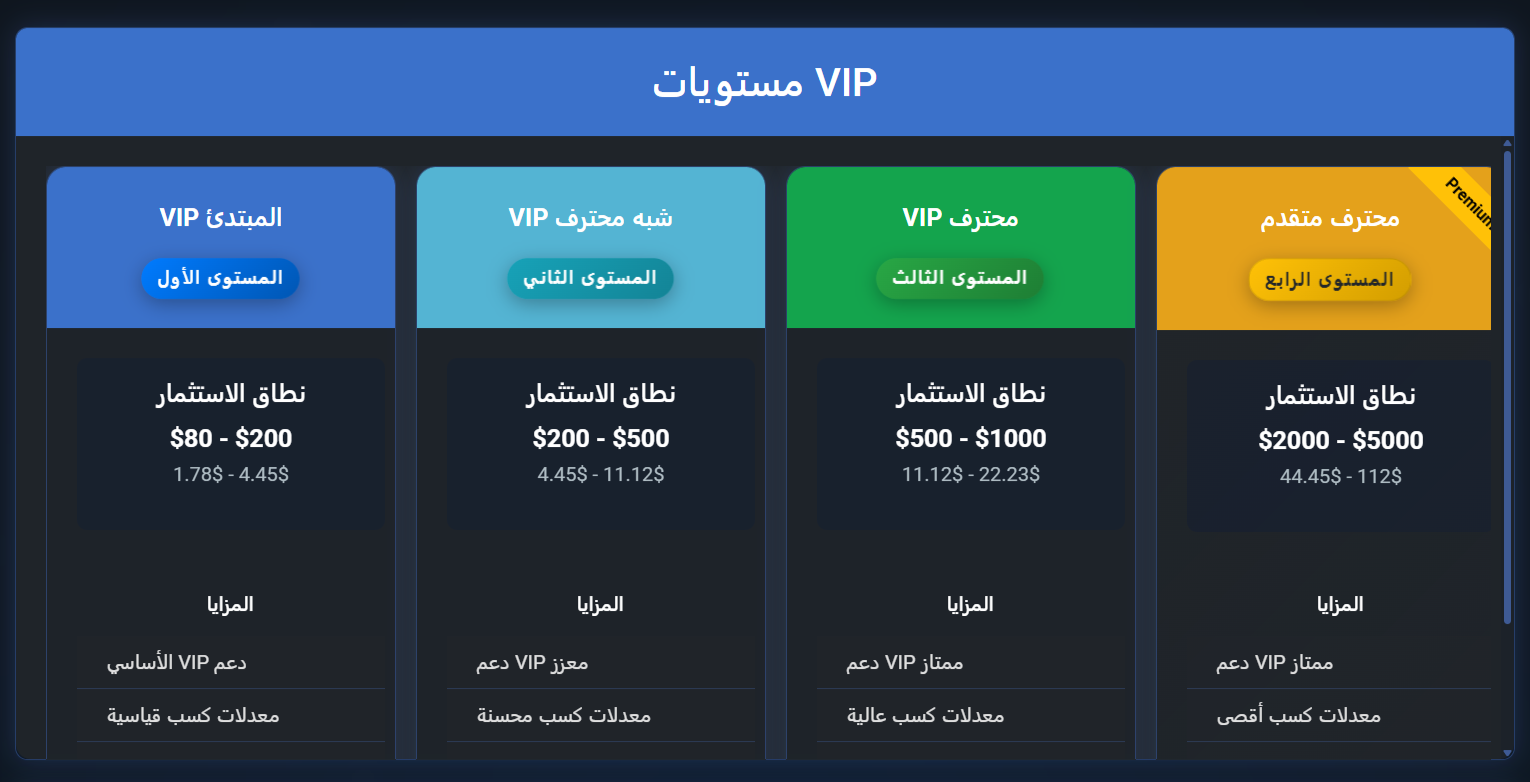 مستويات VIP
المبتدئ VIP
المستوى الأول
نطاق الاستثمار
$80 - $200
1.78$ - 4.45$
المزايا
دعم VIP الأساسي
معدلات كسب قياسية
شبه محترف VIP
المستوى الثاني
نطاق الاستثمار
$200 - $500
4.45$ - 11.12$
المزايا
معزز VIP دعم
معدلات كسب محسنة
محترف VIP
المستوى الثالث
نطاق الاستثمار
$500 - $1000
11.12$ - 22.23$
المزايا
ممتاز VIP دعم
معدلات كسب عالية
Premium
محترف متقدم
المستوى الرابع
نطاق الاستثمار
$2000 - $5000
44.45$ - 112$
المزايا
ممتاز VIP دعم
معدلات كسب أقصى